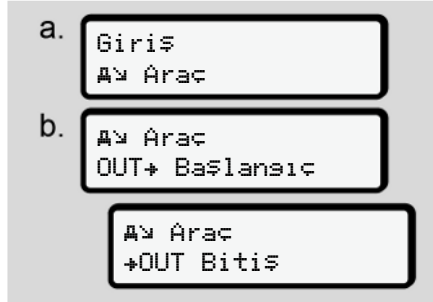 a.
Giriş
Araç
b.
Araç
OUT→ Başlangıç
Araç
→OUT Bitiş